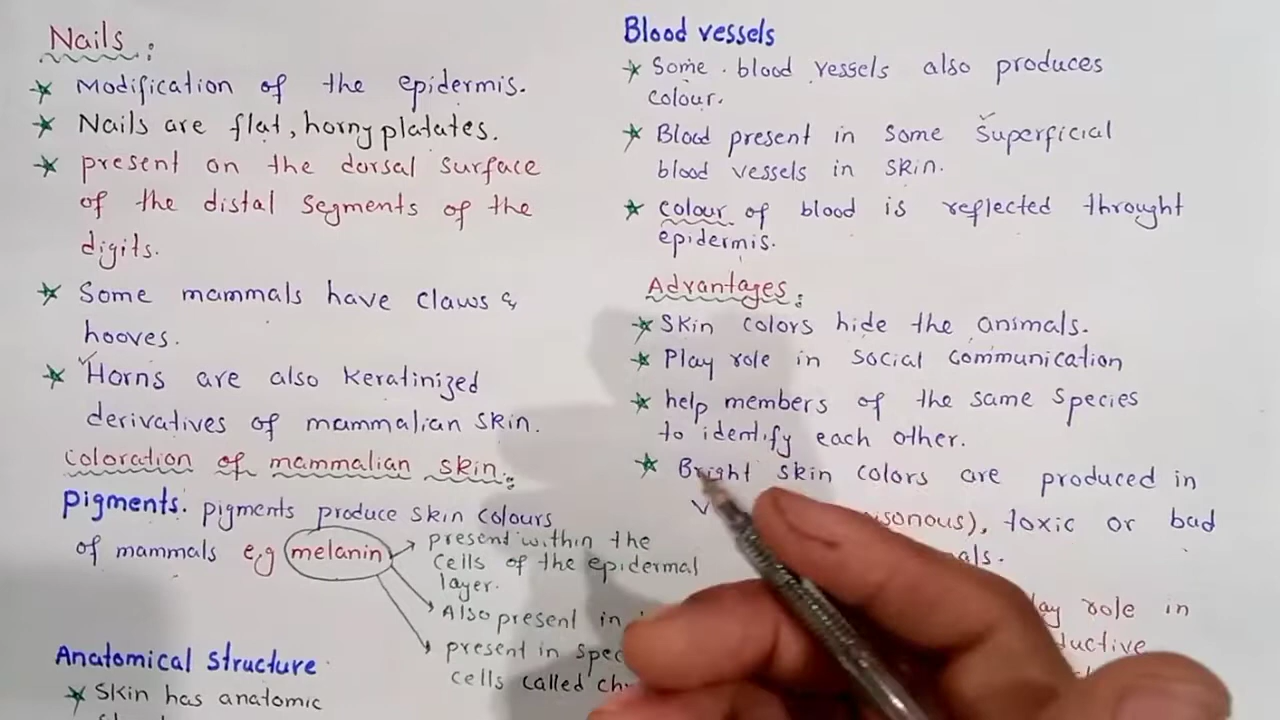 Nails :
Modification of the epidermis.
Nails are flat, horny platates.
present on the dorsal surface
of the distal segments of the
digits.
Some mammals have claws &
hooves.
Horns are also keratinized
derivatives of mammalian skin.
Coloration of mammalian skin:
Pigments. pigments produce skin colours
of mammals e,g melanin
present within the
cells of the epidermal
layer.
Also present in
present in
cells called
Anatomical structure
Skin has anatomic
Blood vessels
Some blood vessels also produces
colour.
Blood present in some superficial
blood vessels in skin.
colour of blood is reflected throught
epidermis.
Advantages:
Skin colors hide the animals.
Play role in social communication
help members of the same species
to identify each other.
Bright skin colors are produced in
toxic or bad
role in